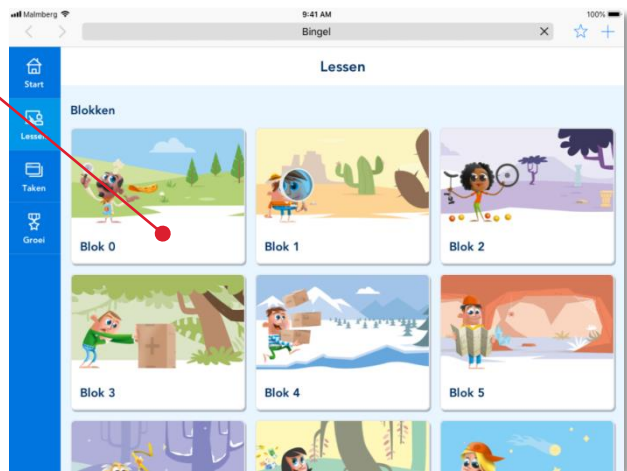 Malmberg
9:41 AM
100%
Bingel
Start
Lessen
Taken
Groei
Lessen
Blokken
Blok 0
Blok 1
Blok 2
Blok 3
Blok 4
Blok 5